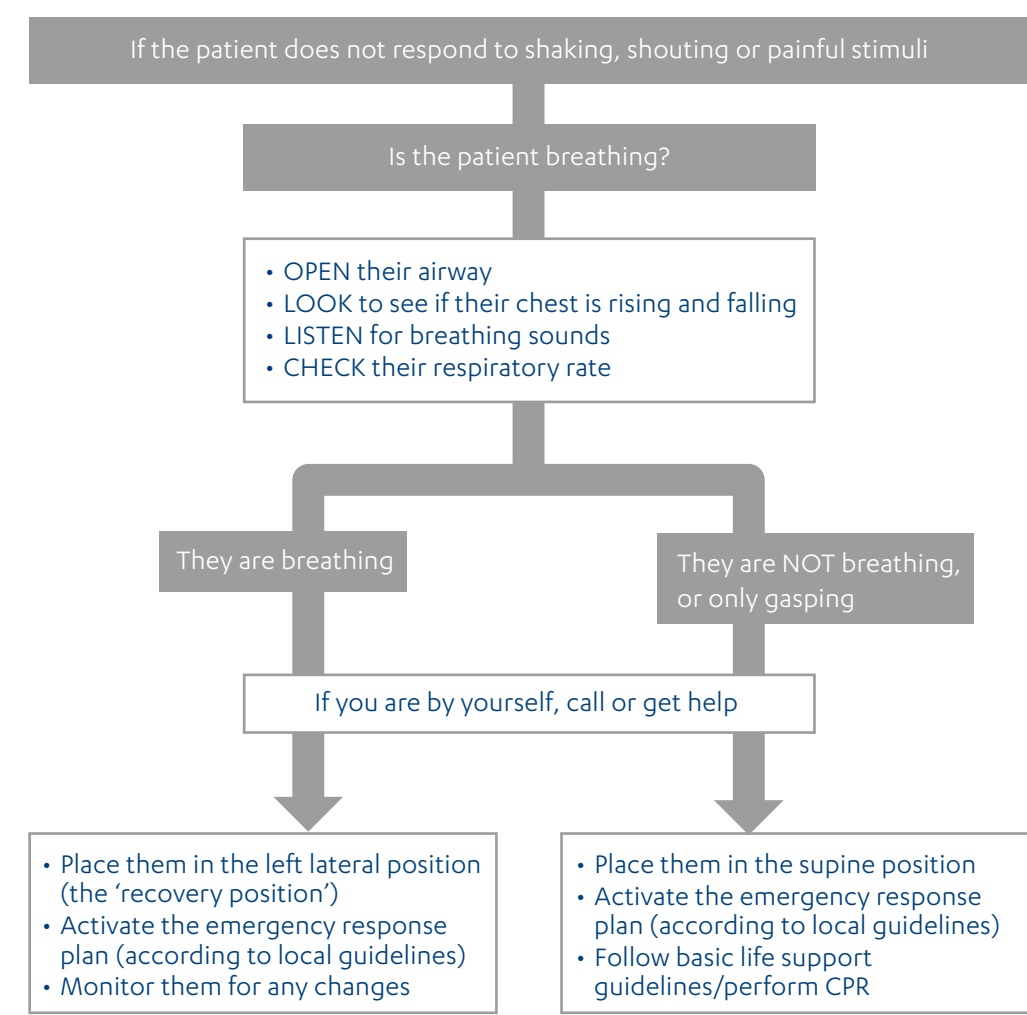 If the patient does not respond to shaking, shouting or painful stimuli
Is the patient breathing?
• OPEN their airway
• LOOK to see if their chest is rising and falling
• LISTEN for breathing sounds
• CHECK their respiratory rate
They are breathing
They are NOT breathing,
or only gasping
If you are by yourself, call or get help
• Place them in the left lateral position
(the ‘recovery position’)
• Activate the emergency response
plan (according to local guidelines)
• Monitor them for any changes
• Place them in the supine position
• Activate the emergency response
plan (according to local guidelines)
• Follow basic life support
guidelines/perform CPR